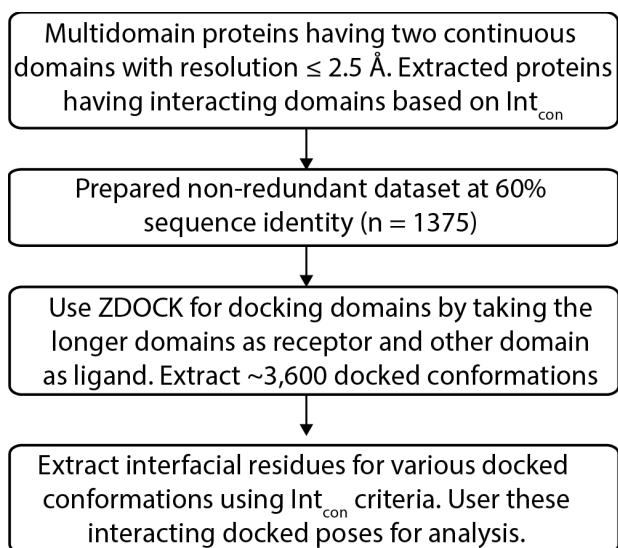 Multidomain proteins having two continuous
domains with resolution ≤ 2.5 Å. Extracted proteins
having interacting domains based on Int_con
Prepared non-redundant dataset at 60%
sequence identity (n = 1375)
Use ZDOCK for docking domains by taking the
longer domains as receptor and other domain
as ligand. Extract ~3,600 docked conformations
Extract interfacial residues for various docked
conformations using Int_con criteria. User these
interacting docked poses for analysis.